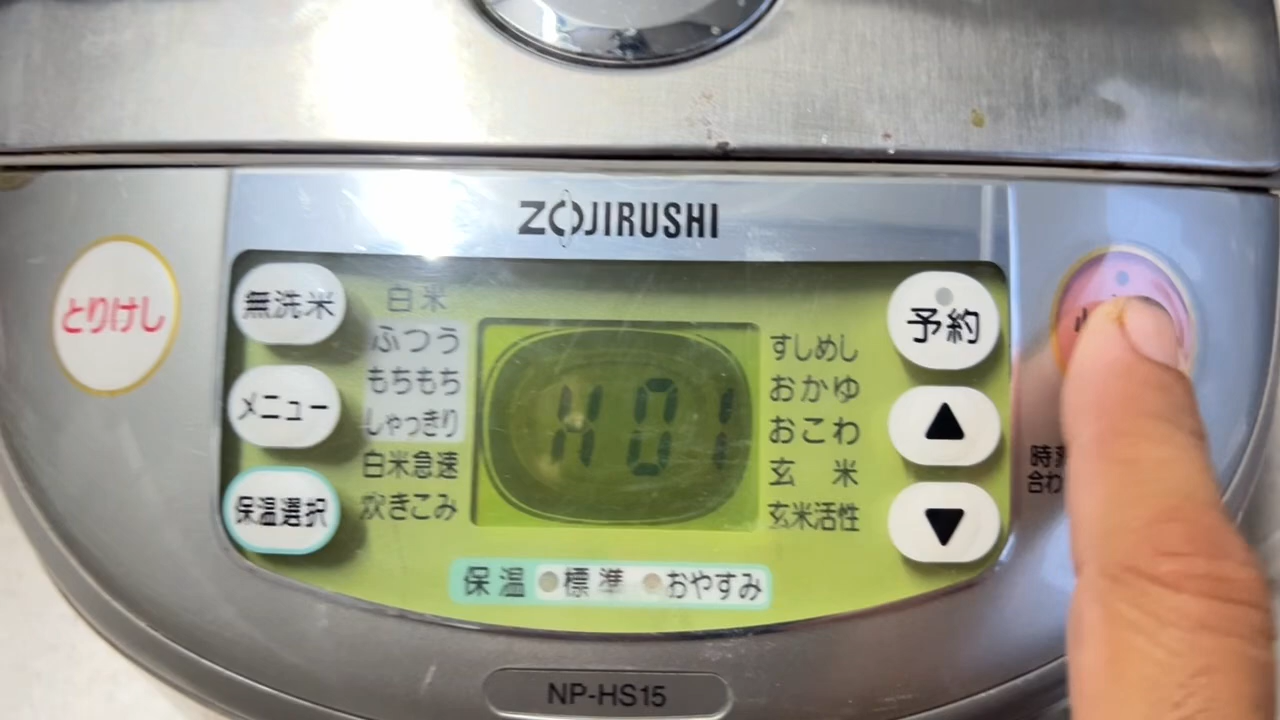 ZOJIRUSHI
とりけし
無洗米
メニュー
保温選択
白米
ふつう
もちもち
しゃっきり
白米急速
炊きこみ
H01
すしめし
おかゆ
おこわ
玄米
玄米活性
予約
▲
▼
保温 標準 おやすみ
NP-HS15